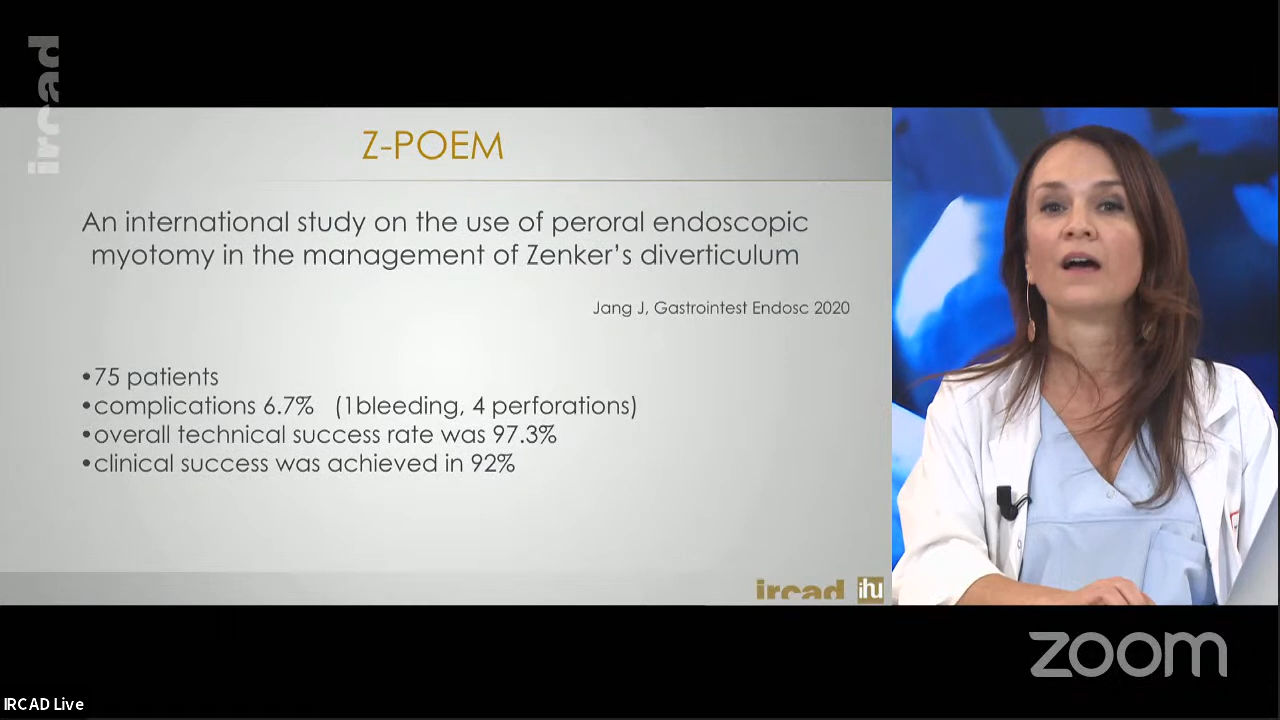 ircad
Z-POEM
An international study on the use of peroral endoscopic
myotomy in the management of Zenker's diverticulum
Jang J, Gastrointest Endosc 2020
•75 patients
•complications 6.7% (1bleeding, 4 perforations)
•overall technical success rate was 97.3%
•clinical success was achieved in 92%
ircad ihu
zoom
IRCAD Live